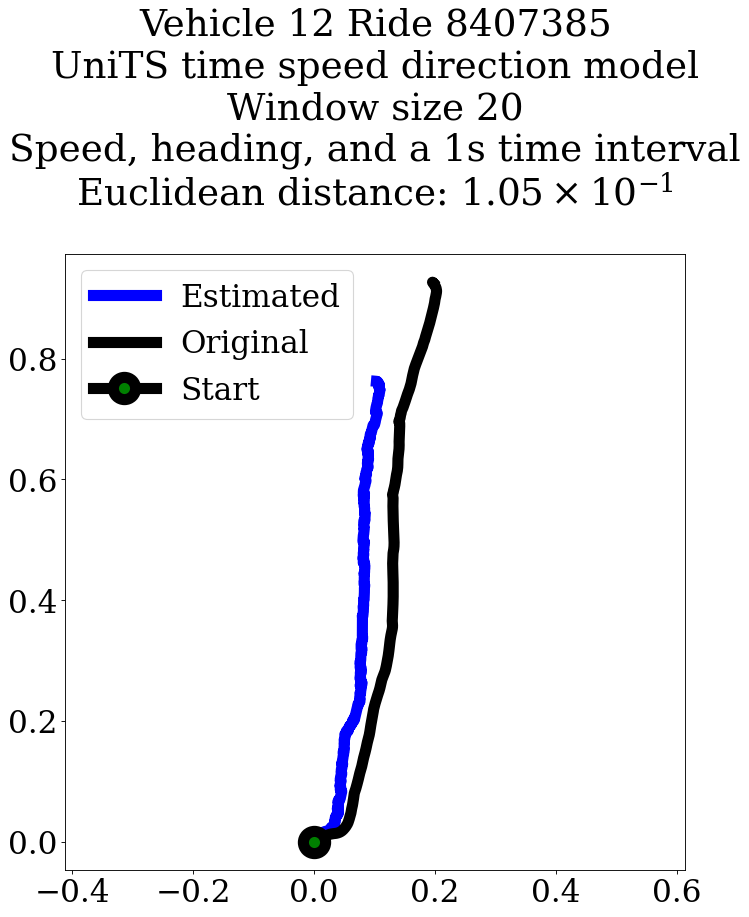 Vehicle 12 Ride 8407385
UniTS time speed direction model
Window size 20
Speed, heading, and a 1s time interval
Euclidean distance: $1.05 \times 10^{-1}$
Estimated
Original
Start
0.8
0.6
0.4
0.2
0.0
−0.4 −0.2 0.0 0.2 0.4 0.6